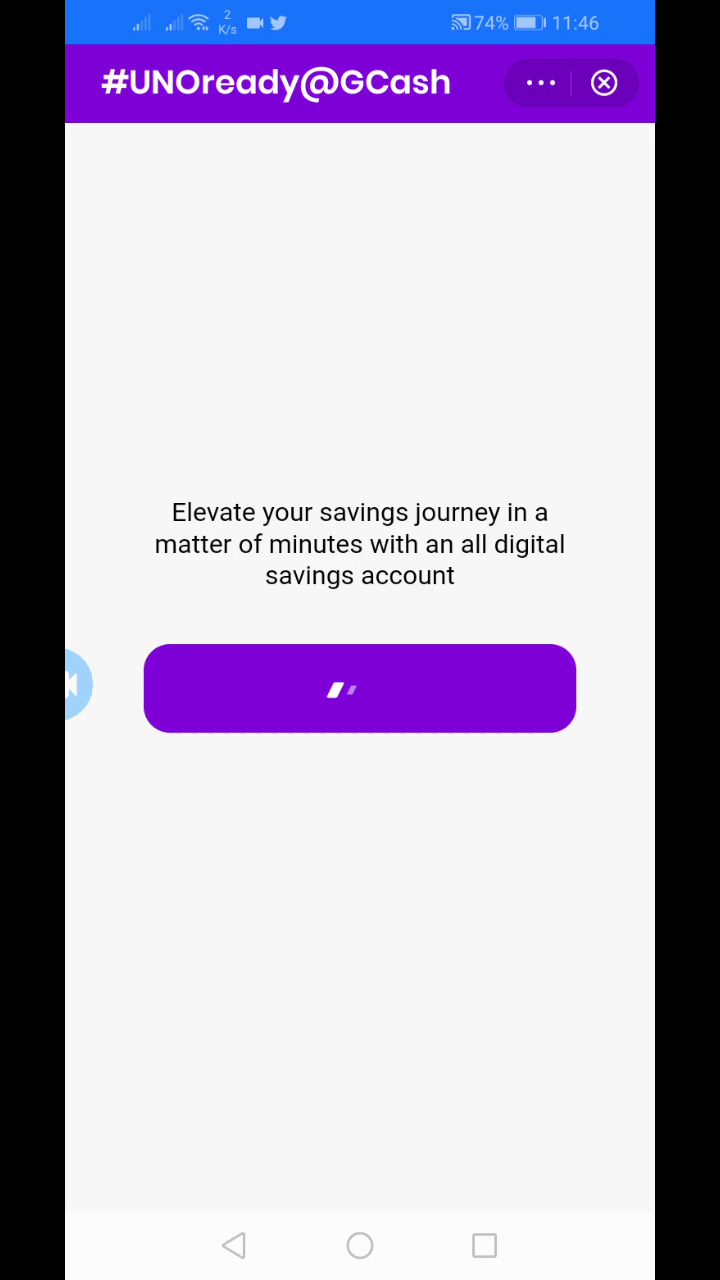 2
K/s
74%
11:46
#UNOready@GCash
Elevate your savings journey in a
matter of minutes with an all digital
savings account